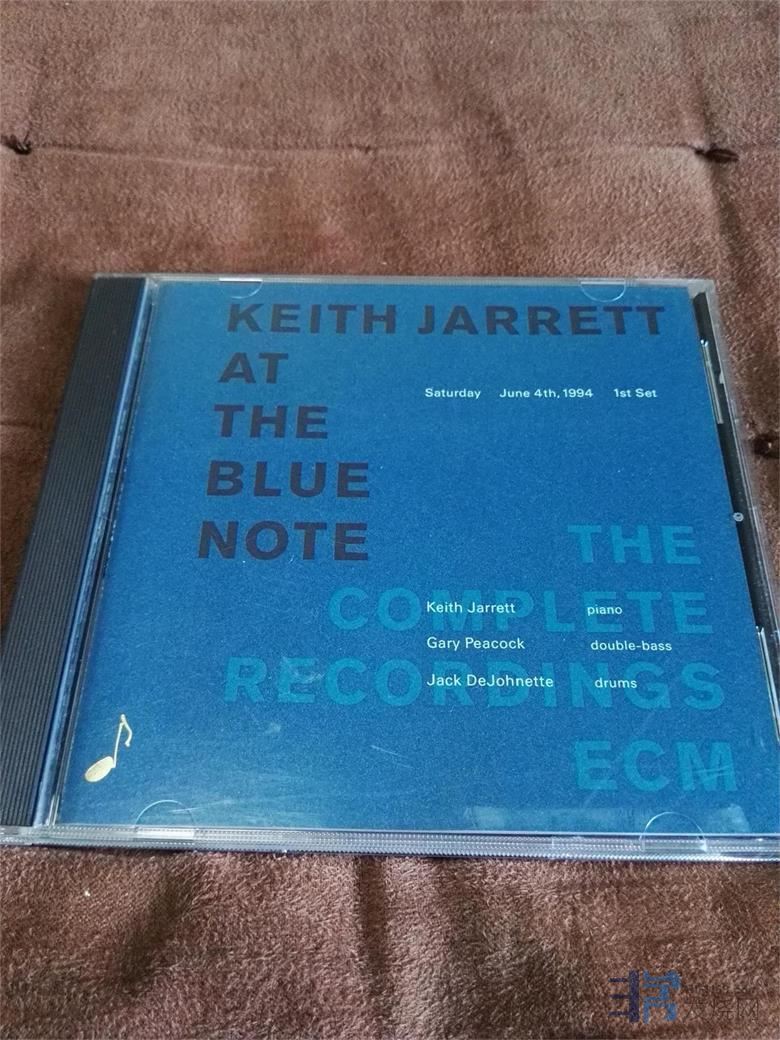 KEITH JARRETT
AT
THE
BLUE
NOTE
Saturday June 4th, 1994 1st Set
THE
COMPLETE
RECORDINGS
ECM
Keith Jarrett piano
Gary Peacock double-bass
Jack DeJohnette drums